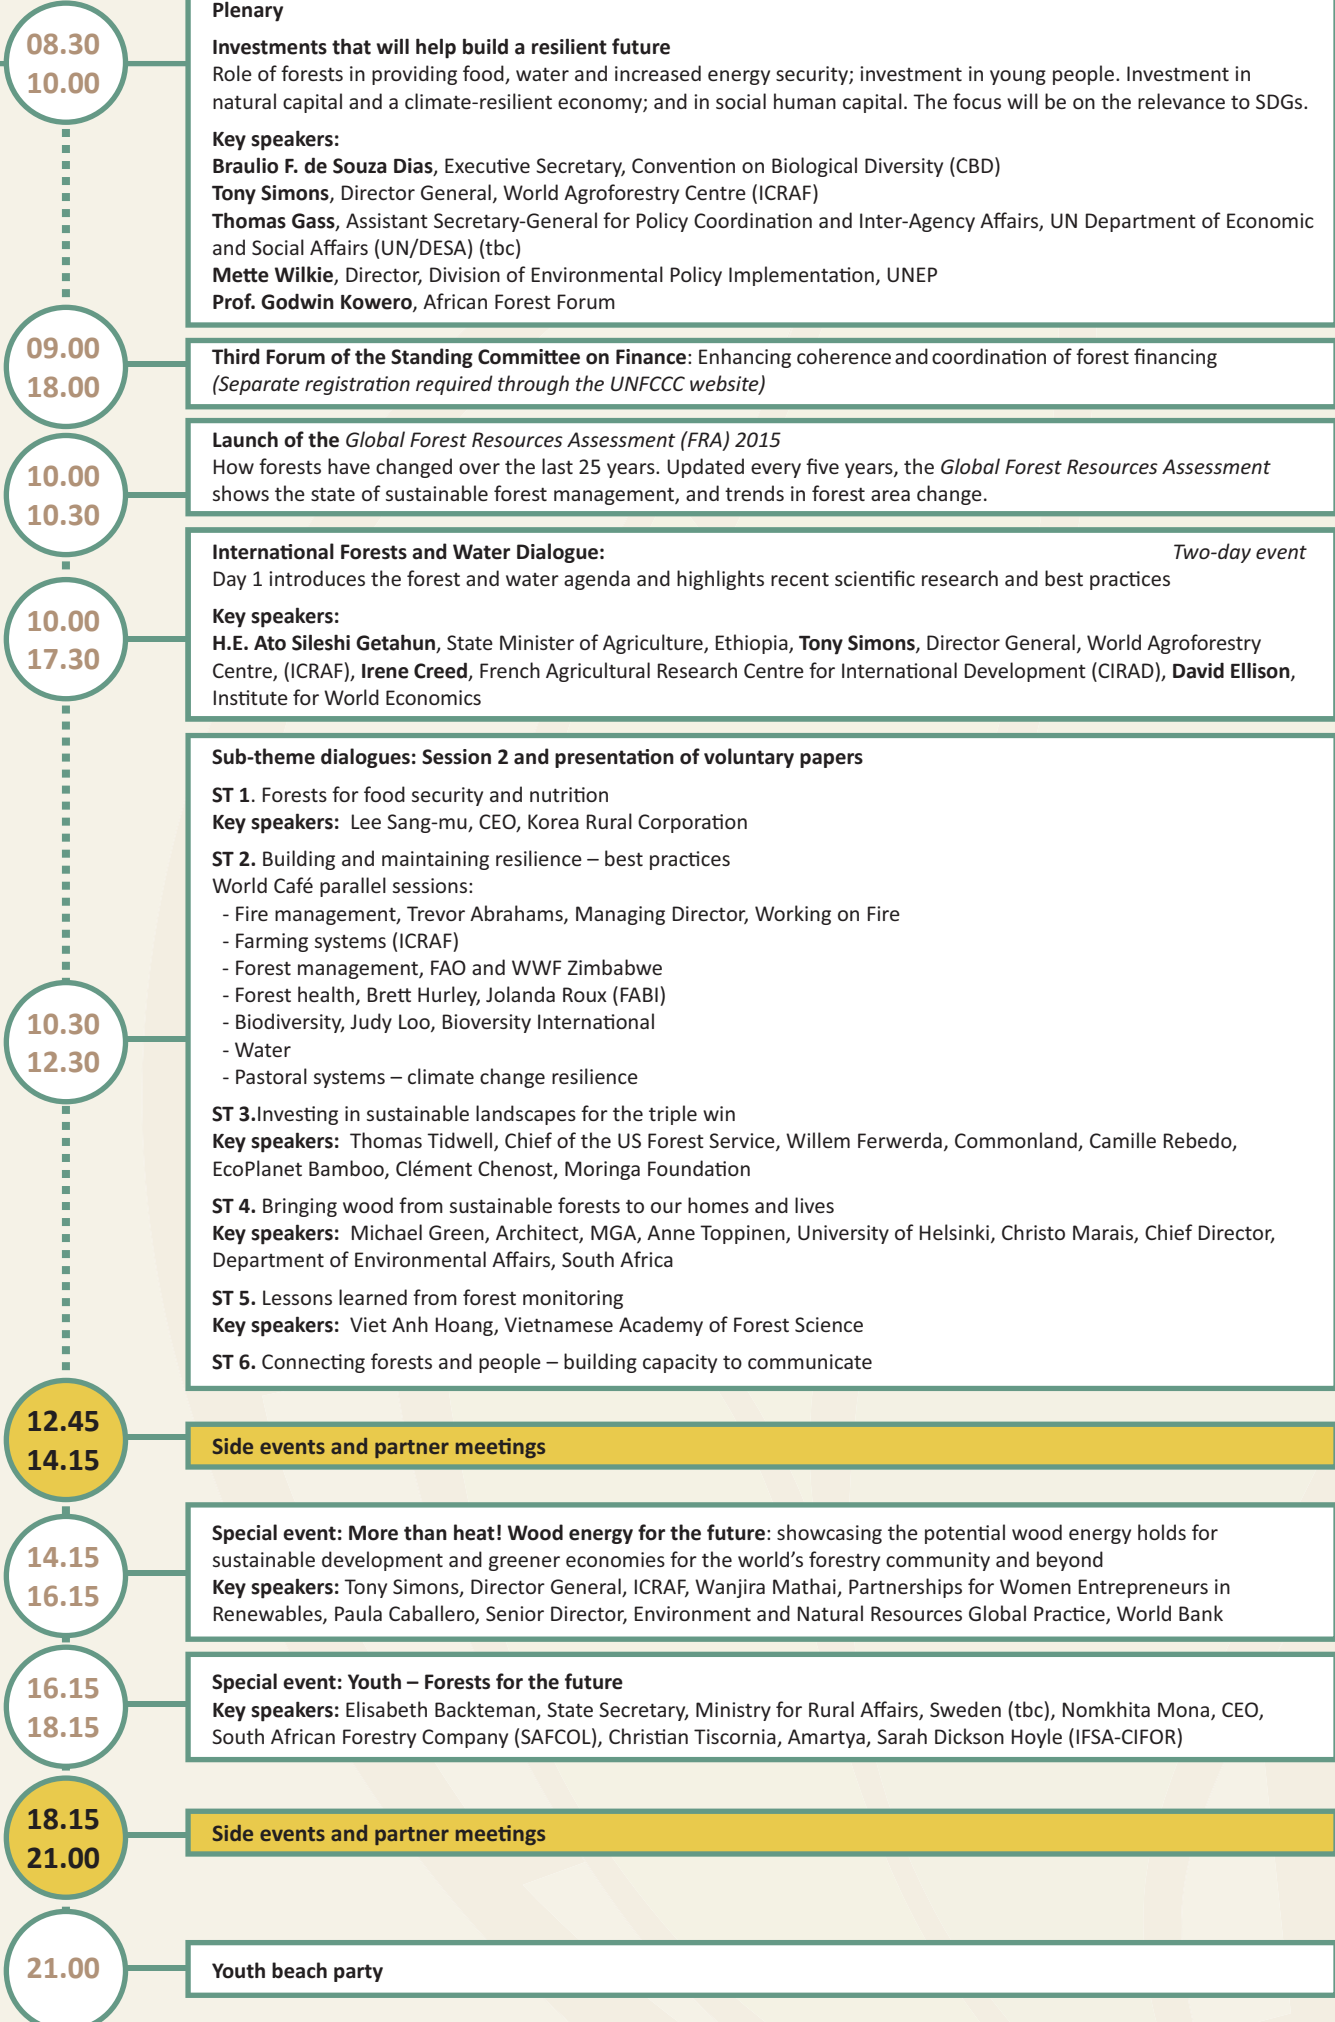 08.30
10.00
Plenary
Investments that will help build a resilient future
Role of forests in providing food, water and increased energy security; investment in young people. Investment in
natural capital and a climate-resilient economy; and in social human capital. The focus will be on the relevance to SDGs.
Key speakers:
Braulio F. de Souza Dias, Executive Secretary, Convention on Biological Diversity (CBD)
Tony Simons, Director General, World Agroforestry Centre (ICRAF)
Thomas Gass, Assistant Secretary-General for Policy Coordination and Inter-Agency Affairs, UN Department of Economic
and Social Affairs (UN/DESA) (tbc)
Mette Wilkie, Director, Division of Environmental Policy Implementation, UNEP
Prof. Godwin Kowero, African Forest Forum
09.00
18.00
Third Forum of the Standing Committee on Finance: Enhancing coherence and coordination of forest financing
(Separate registration required through the UNFCCC website)
10.00
10.30
Launch of the Global Forest Resources Assessment (FRA) 2015
How forests have changed over the last 25 years. Updated every five years, the Global Forest Resources Assessment
shows the state of sustainable forest management, and trends in forest area change.
10.00
17.30
International Forests and Water Dialogue: Two-day event
Day 1 introduces the forest and water agenda and highlights recent scientific research and best practices
Key speakers:
H.E. Ato Sileshi Getahun, State Minister of Agriculture, Ethiopia, Tony Simons, Director General, World Agroforestry
Centre, (ICRAF), Irene Creed, French Agricultural Research Centre for International Development (CIRAD), David Ellison,
Institute for World Economics
10.30
12.30
Sub-theme dialogues: Session 2 and presentation of voluntary papers
ST 1. Forests for food security and nutrition
Key speakers: Lee Sang-mu, CEO, Korea Rural Corporation
ST 2. Building and maintaining resilience – best practices
World Café parallel sessions:
- Fire management, Trevor Abrahams, Managing Director, Working on Fire
- Farming systems (ICRAF)
- Forest management, FAO and WWF Zimbabwe
- Forest health, Brett Hurley, Jolanda Roux (FABI)
- Biodiversity, Judy Loo, Bioversity International
- Water
- Pastoral systems – climate change resilience
ST 3.Investing in sustainable landscapes for the triple win
Key speakers: Thomas Tidwell, Chief of the US Forest Service, Willem Ferwerda, Commonland, Camille Rebedo,
EcoPlanet Bamboo, Clément Chenost, Moringa Foundation
ST 4. Bringing wood from sustainable forests to our homes and lives
Key speakers: Michael Green, Architect, MGA, Anne Toppinen, University of Helsinki, Christo Marais, Chief Director,
Department of Environmental Affairs, South Africa
ST 5. Lessons learned from forest monitoring
Key speakers: Viet Anh Hoang, Vietnamese Academy of Forest Science
ST 6. Connecting forests and people – building capacity to communicate
12.45
14.15
Side events and partner meetings
14.15
16.15
Special event: More than heat! Wood energy for the future: showcasing the potential wood energy holds for
sustainable development and greener economies for the world's forestry community and beyond
Key speakers: Tony Simons, Director General, ICRAF, Wanjira Mathai, Partnerships for Women Entrepreneurs in
Renewables, Paula Caballero, Senior Director, Environment and Natural Resources Global Practice, World Bank
16.15
18.15
Special event: Youth – Forests for the future
Key speakers: Elisabeth Backteman, State Secretary, Ministry for Rural Affairs, Sweden (tbc), Nomkhita Mona, CEO,
South African Forestry Company (SAFCOL), Christian Tiscornia, Amartya, Sarah Dickson Hoyle (IFSA-CIFOR)
18.15
21.00
Side events and partner meetings
21.00
Youth beach party